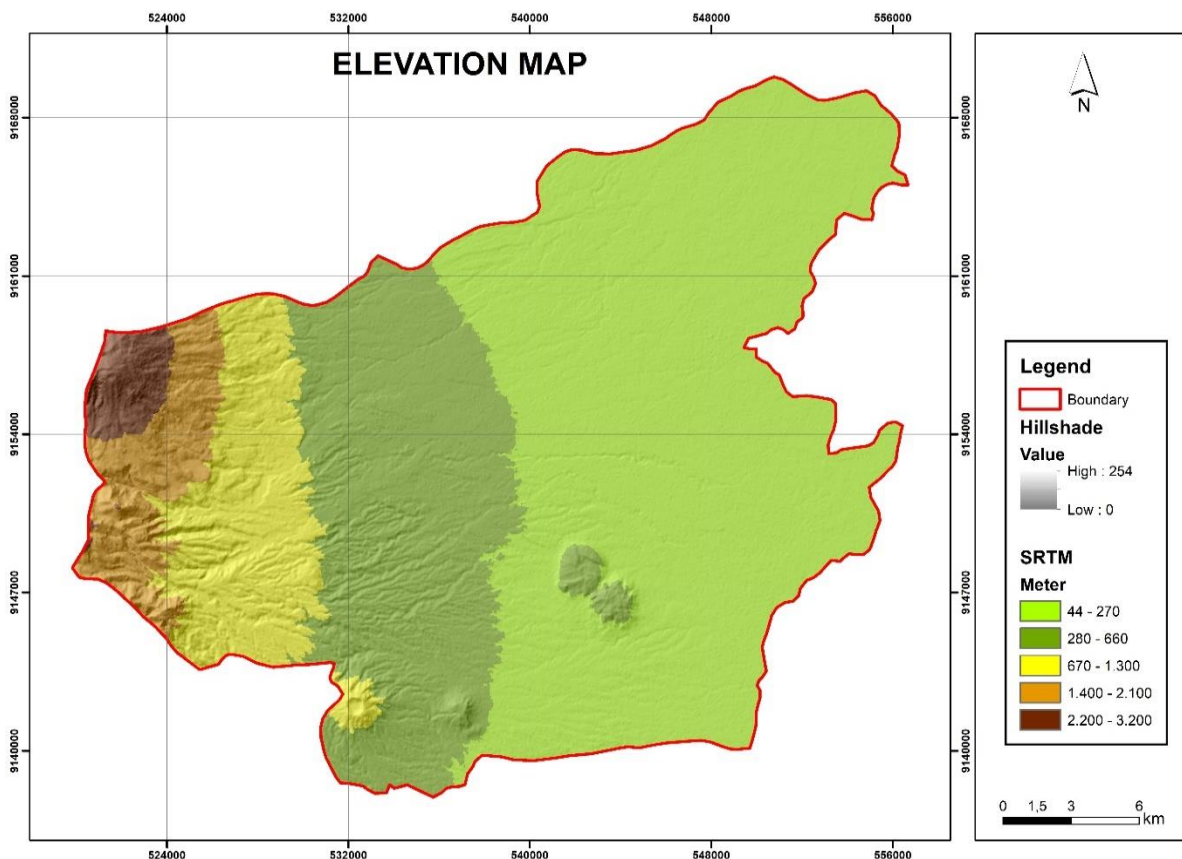 524000 532000 540000 548000 556000
ELEVATION MAP
N
9168000 9168000
9161000 9161000
9154000 9154000
9147000 9147000
9140000 9140000
Legend
Boundary
Hillshade
Value
High : 254
Low : 0
SRTM
Meter
44 - 270
280 - 660
670 - 1.300
1.400 - 2.100
2.200 - 3.200
0 1,5 3 6
km
524000 532000 540000 548000 556000